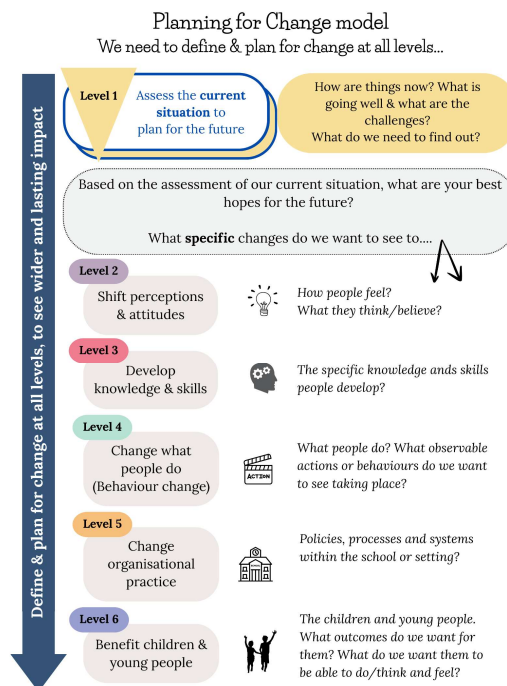 Planning for Change model
We need to define & plan for change at all levels...
Define & plan for change at all levels, to see wider and lasting impact
Level 1
Assess the current
situation to
plan for the future
How are things now? What is
going well & what are the
challenges?
What do we need to find out?
Based on the assessment of our current situation, what are your best
hopes for the future?
What specific changes do we want to see to....
Level 2
Shift perceptions
& attitudes
How people feel?
What they think/believe?
Level 3
Develop
knowledge & skills
The specific knowledge ands skills
people develop?
Level 4
Change what
people do
(Behaviour change)
ACTION
What people do? What observable
actions or behaviours do we want
to see taking place?
Level 5
Change
organisational
practice
Policies, processes and systems
within the school or setting?
Level 6
Benefit children &
young people
The children and young people.
What outcomes do we want for
them? What do we want them to
be able to do/think and feel?